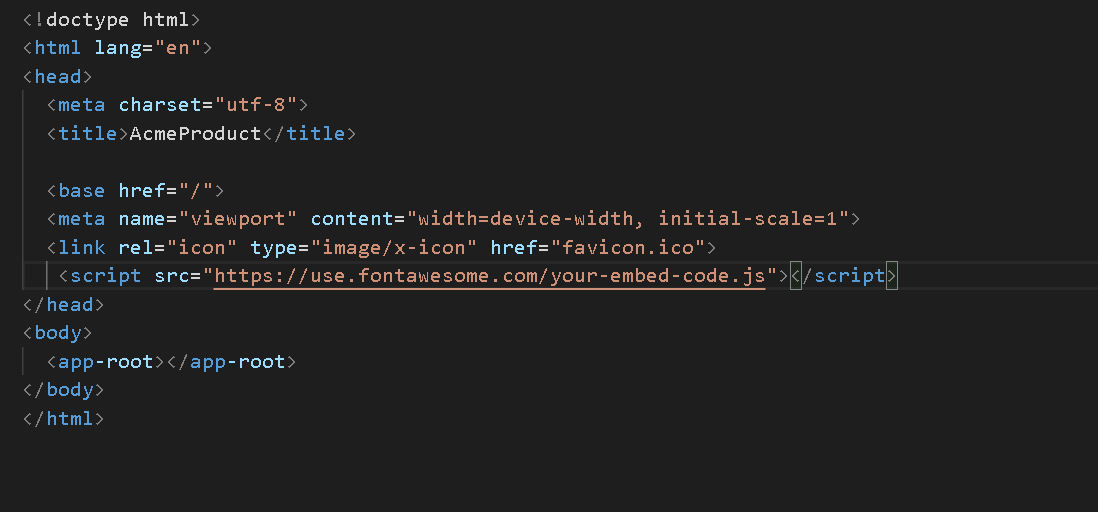 <!doctype html>
<html lang="en">
<head>
<meta charset="utf-8">
<title>AcmeProduct</title>
<base href="/">
<meta name="viewport" content="width=device-width, initial-scale=1">
<link rel="icon" type="image/x-icon" href="favicon.ico">
<script src="https://use.fontawesome.com/your-embed-code.js"></script>
</head>
<body>
<app-root></app-root>
</body>
</html>